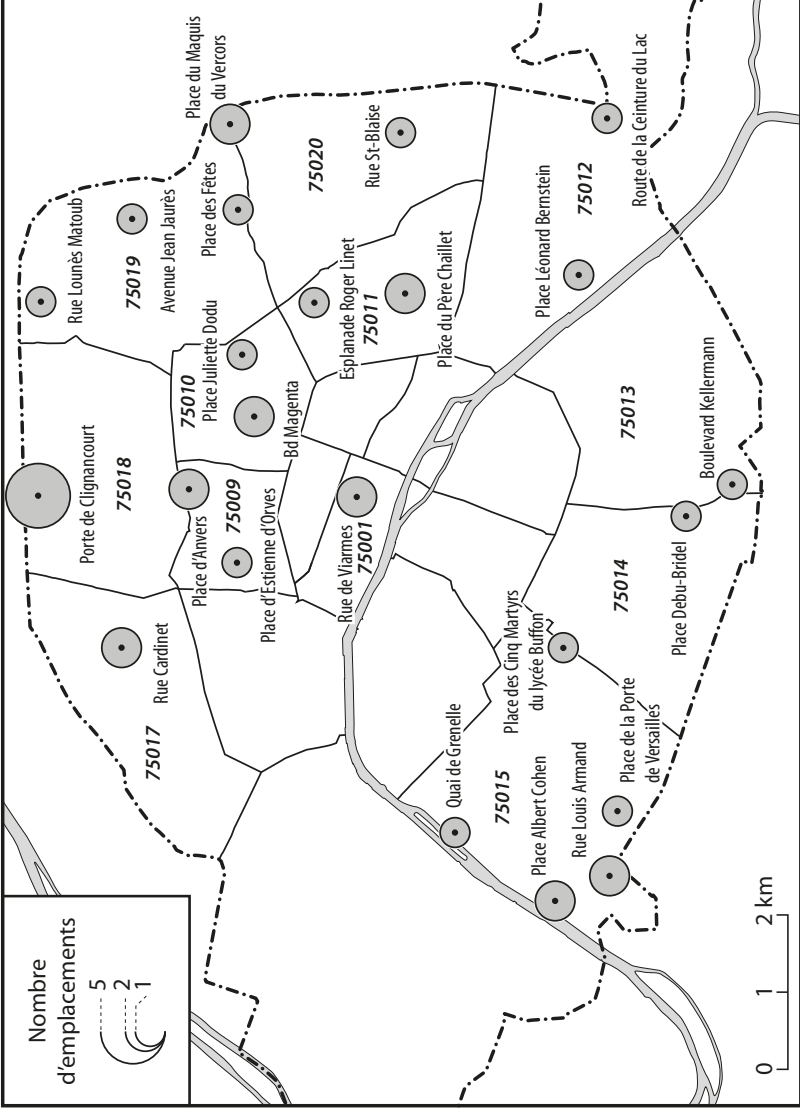 Place du Maquis
du Vercors
Rue Lounès Matoub
75019
Avenue Jean Jaurès
Place des Fêtes
75020
Rue St-Blaise
Route de la Ceinture du Lac
75012
Place Léonard Bernstein
Esplanade Roger Linet
75011
Place du Père Chaillet
75010
Place Juliette Dodu
Bd Magenta
Porte de Clignancourt
75018
Place d'Anvers
75009
Place d'Estienne d'Orves
Rue de Viarmes
75001
75013
Boulevard Kellermann
75014
Place Debu-Bridel
Rue Cardinet
75017
Place des Cinq Martyrs
du lycée Buffon
Quai de Grenelle
75015
Place Albert Cohen
Rue Louis Armand
Place de la Porte
de Versailles
Nombre
d'emplacements
5
2
1
0 1 2 km